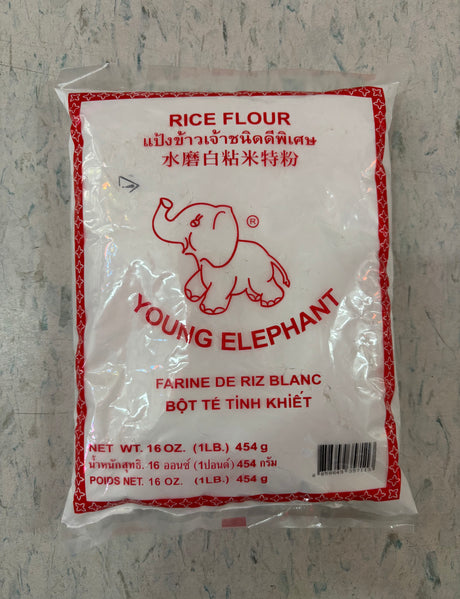 RICE FLOUR
แป้งข้าวเจ้าชนิดดีพิเศษ
水磨白粘米特粉
®
YOUNG ELEPHANT
FARINE DE RIZ BLANC
BỘT TÉ TINH KHIẾT
NET WT. 16 OZ. (1LB.) 454 g
น้ำหนักสุทธิ. 16 ออนซ์ (1ปอนด์) 454 กรัม
POIDS NET. 16 OZ. (1LB.) 454 g